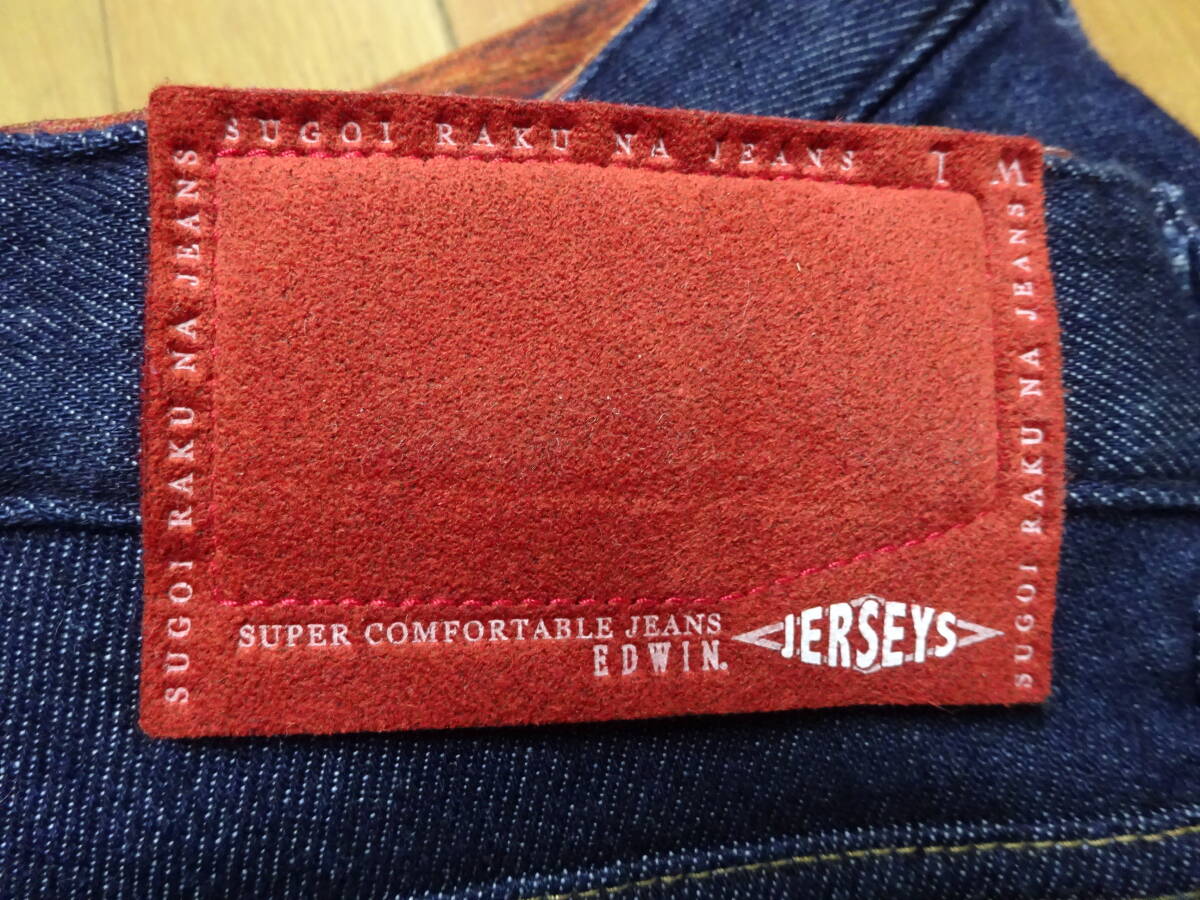 SUGOI RAKU NA JEANS I M
SUGOI RAKU NA JEANS
SUGOI RAKU NA JEANS
SUPER COMFORTABLE JEANS
EDWIN.
JERSEYS